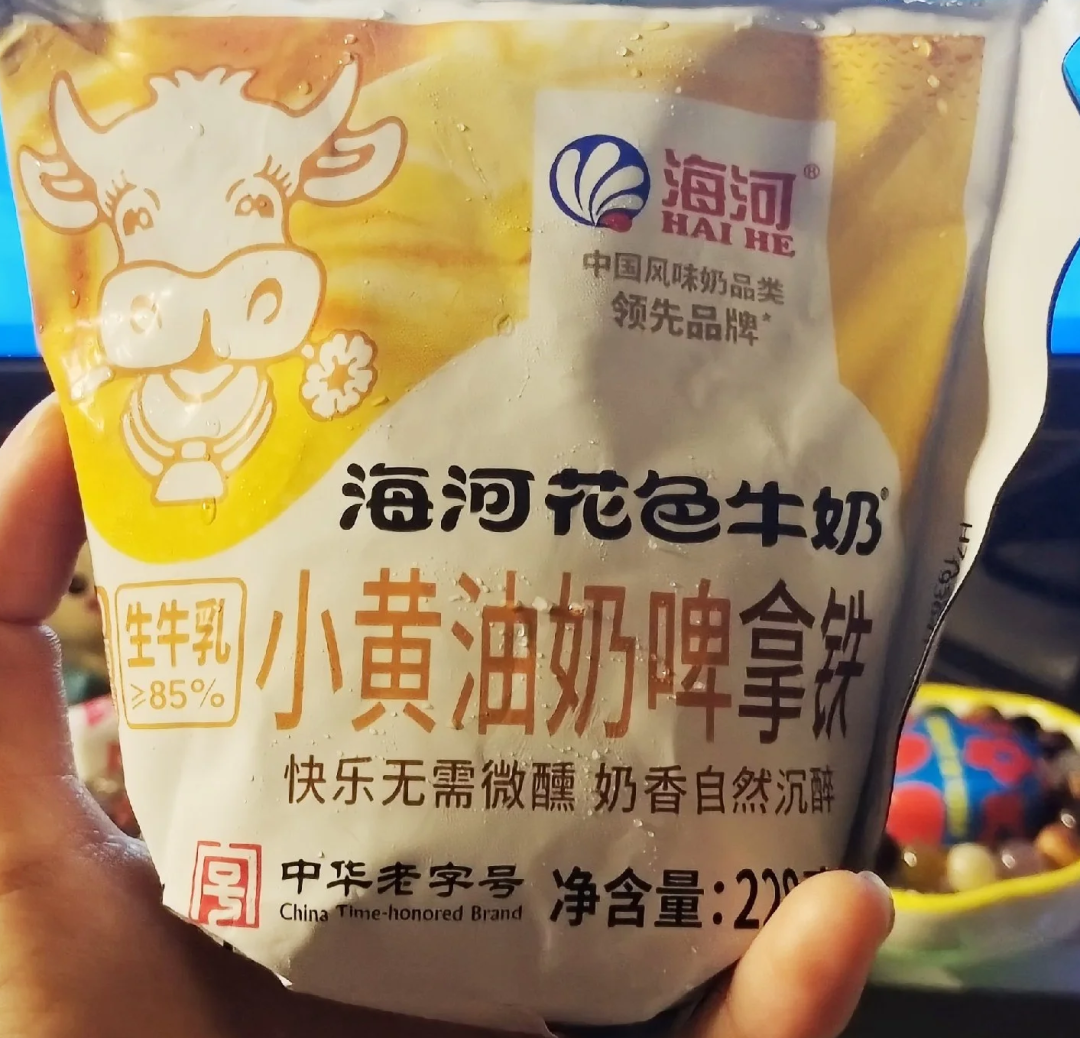 海河®
HAI HE
中国风味奶品类
领先品牌*
海河花色牛奶®
生牛乳
≥85%
小黄油奶啤拿铁
快乐无需微醺 奶香自然沉醉
中华老字号
China Time-honored Brand
净含量：22